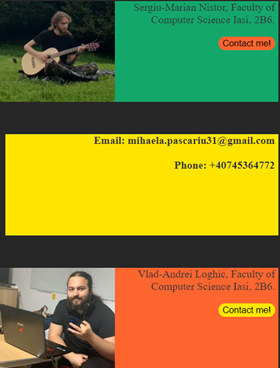 Sergiu-Marian Nistor, Faculty of
Computer Science Iasi, 2B6.
Contact me!
Email: mihaela.pascariu31@gmail.com
Phone: +40745364772
Vlad-Andrei Loghic, Faculty of
Computer Science Iasi, 2B6.
Contact me!